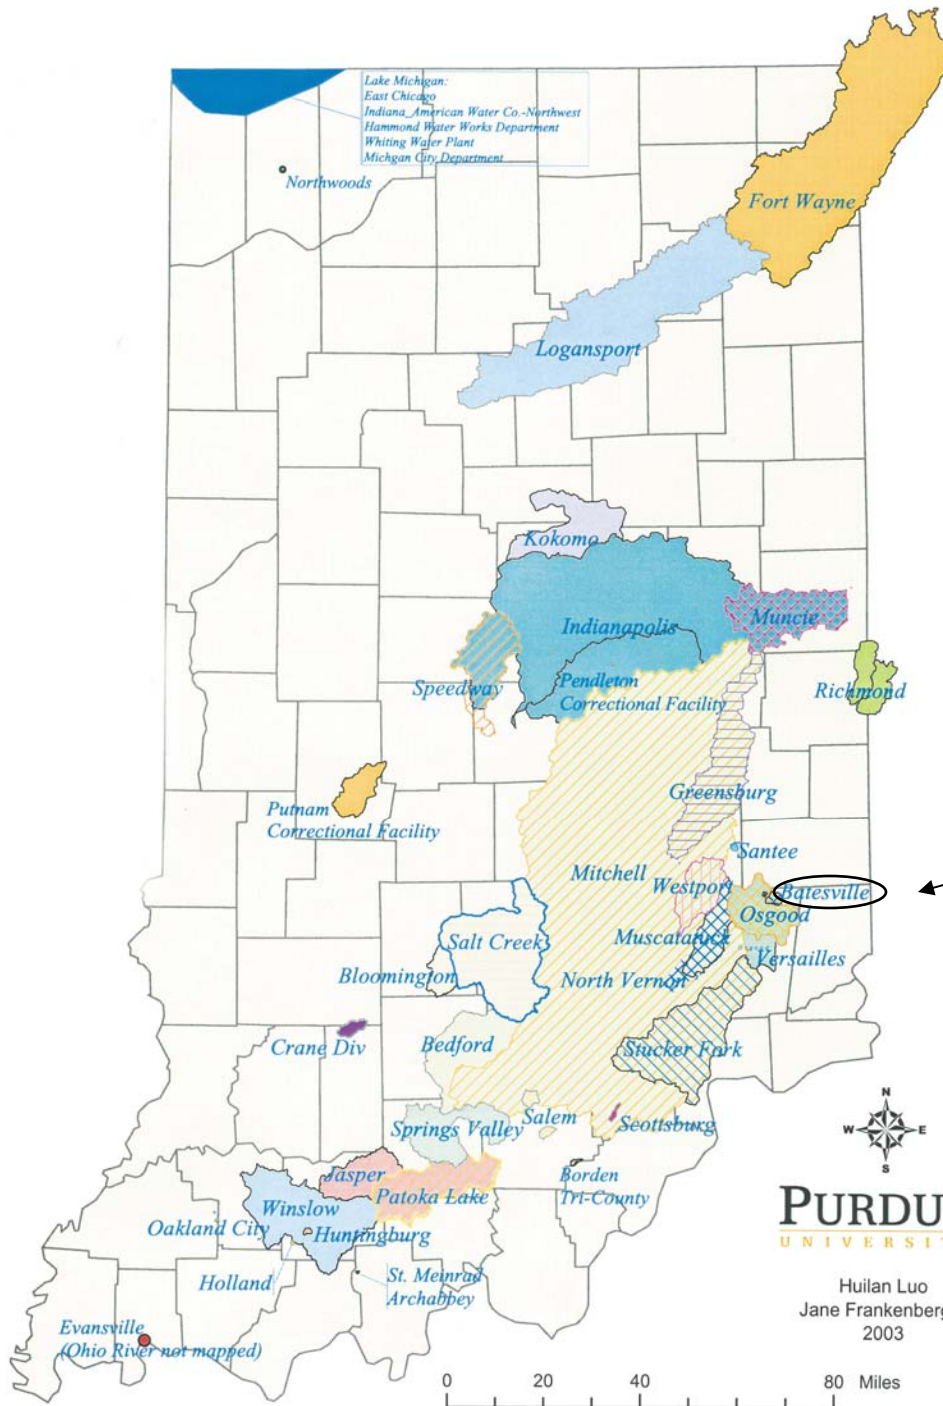 Lake Michigan:
East Chicago
Indiana_American Water Co.-Northwest
Hammond Water Works Department
Whiting Water Plant
Michgan City Department
Northwoods
Fort Wayne
Logansport
Kokomo
Muncie
Indianapolis
Speedway
Pendleton
Correctional Facility
Richmond
Greensburg
Putnam
Correctional Facility
Santee
Mitchell
Westport
Batesville
Osgood
Salt Creek
Muscatatuck
Versailles
Bloomington
North Vernon
Crane Div
Bedford
Stucker Fork
Salem
Scottsburg
Springs Valley
Jasper
Borden
Tri-County
Patoka Lake
Winslow
Oakland City
Huntingburg
Holland
St. Meinrad
Archabbey
Evansville
(Ohio River not mapped)
N
W E
S
PURDU
UNIVERSIT
Huilan Luo
Jane Frankenberg
2003
0 20 40 80 Miles